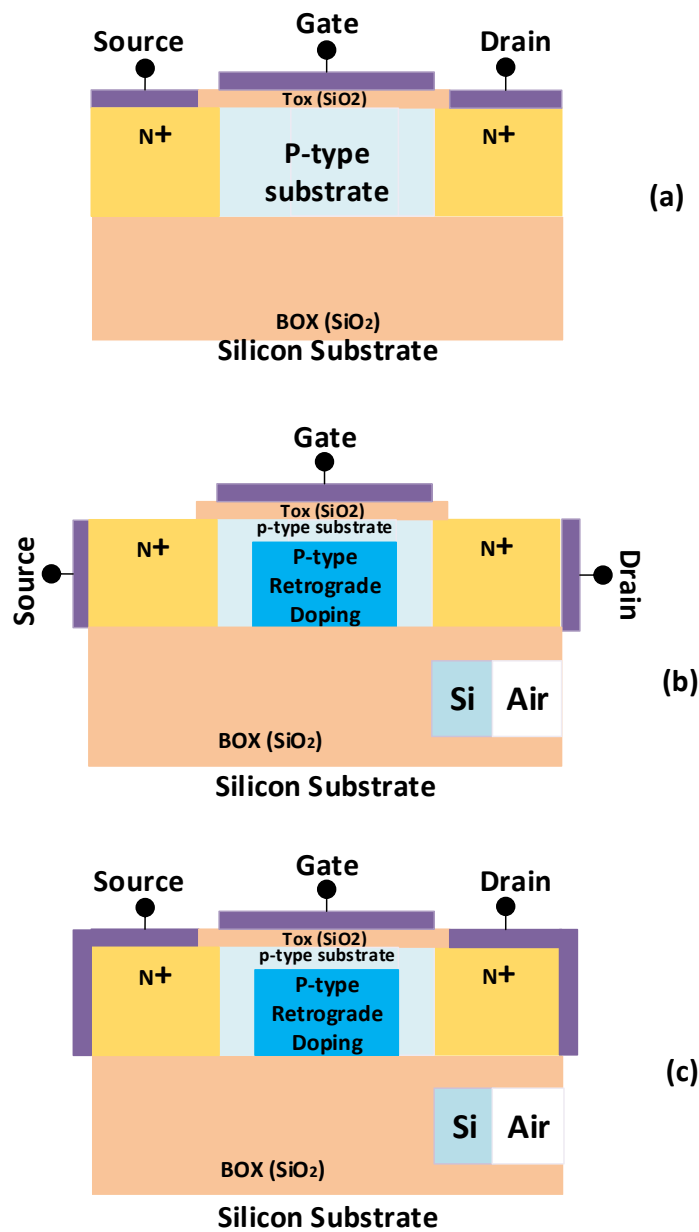 Source Gate Drain
Tox (SiO2)
N+ P-type N+
substrate
(a)
BOX (SiO₂)
Silicon Substrate
Gate
Tox (SiO2)
p-type substrate
N+ P-type N+
Retrograde
Doping
Source
Drain
Si Air
(b)
BOX (SiO₂)
Silicon Substrate
Source Gate Drain
Tox (SiO2)
p-type substrate
N+ P-type N+
Retrograde
Doping
(c)
Si Air
BOX (SiO₂)
Silicon Substrate